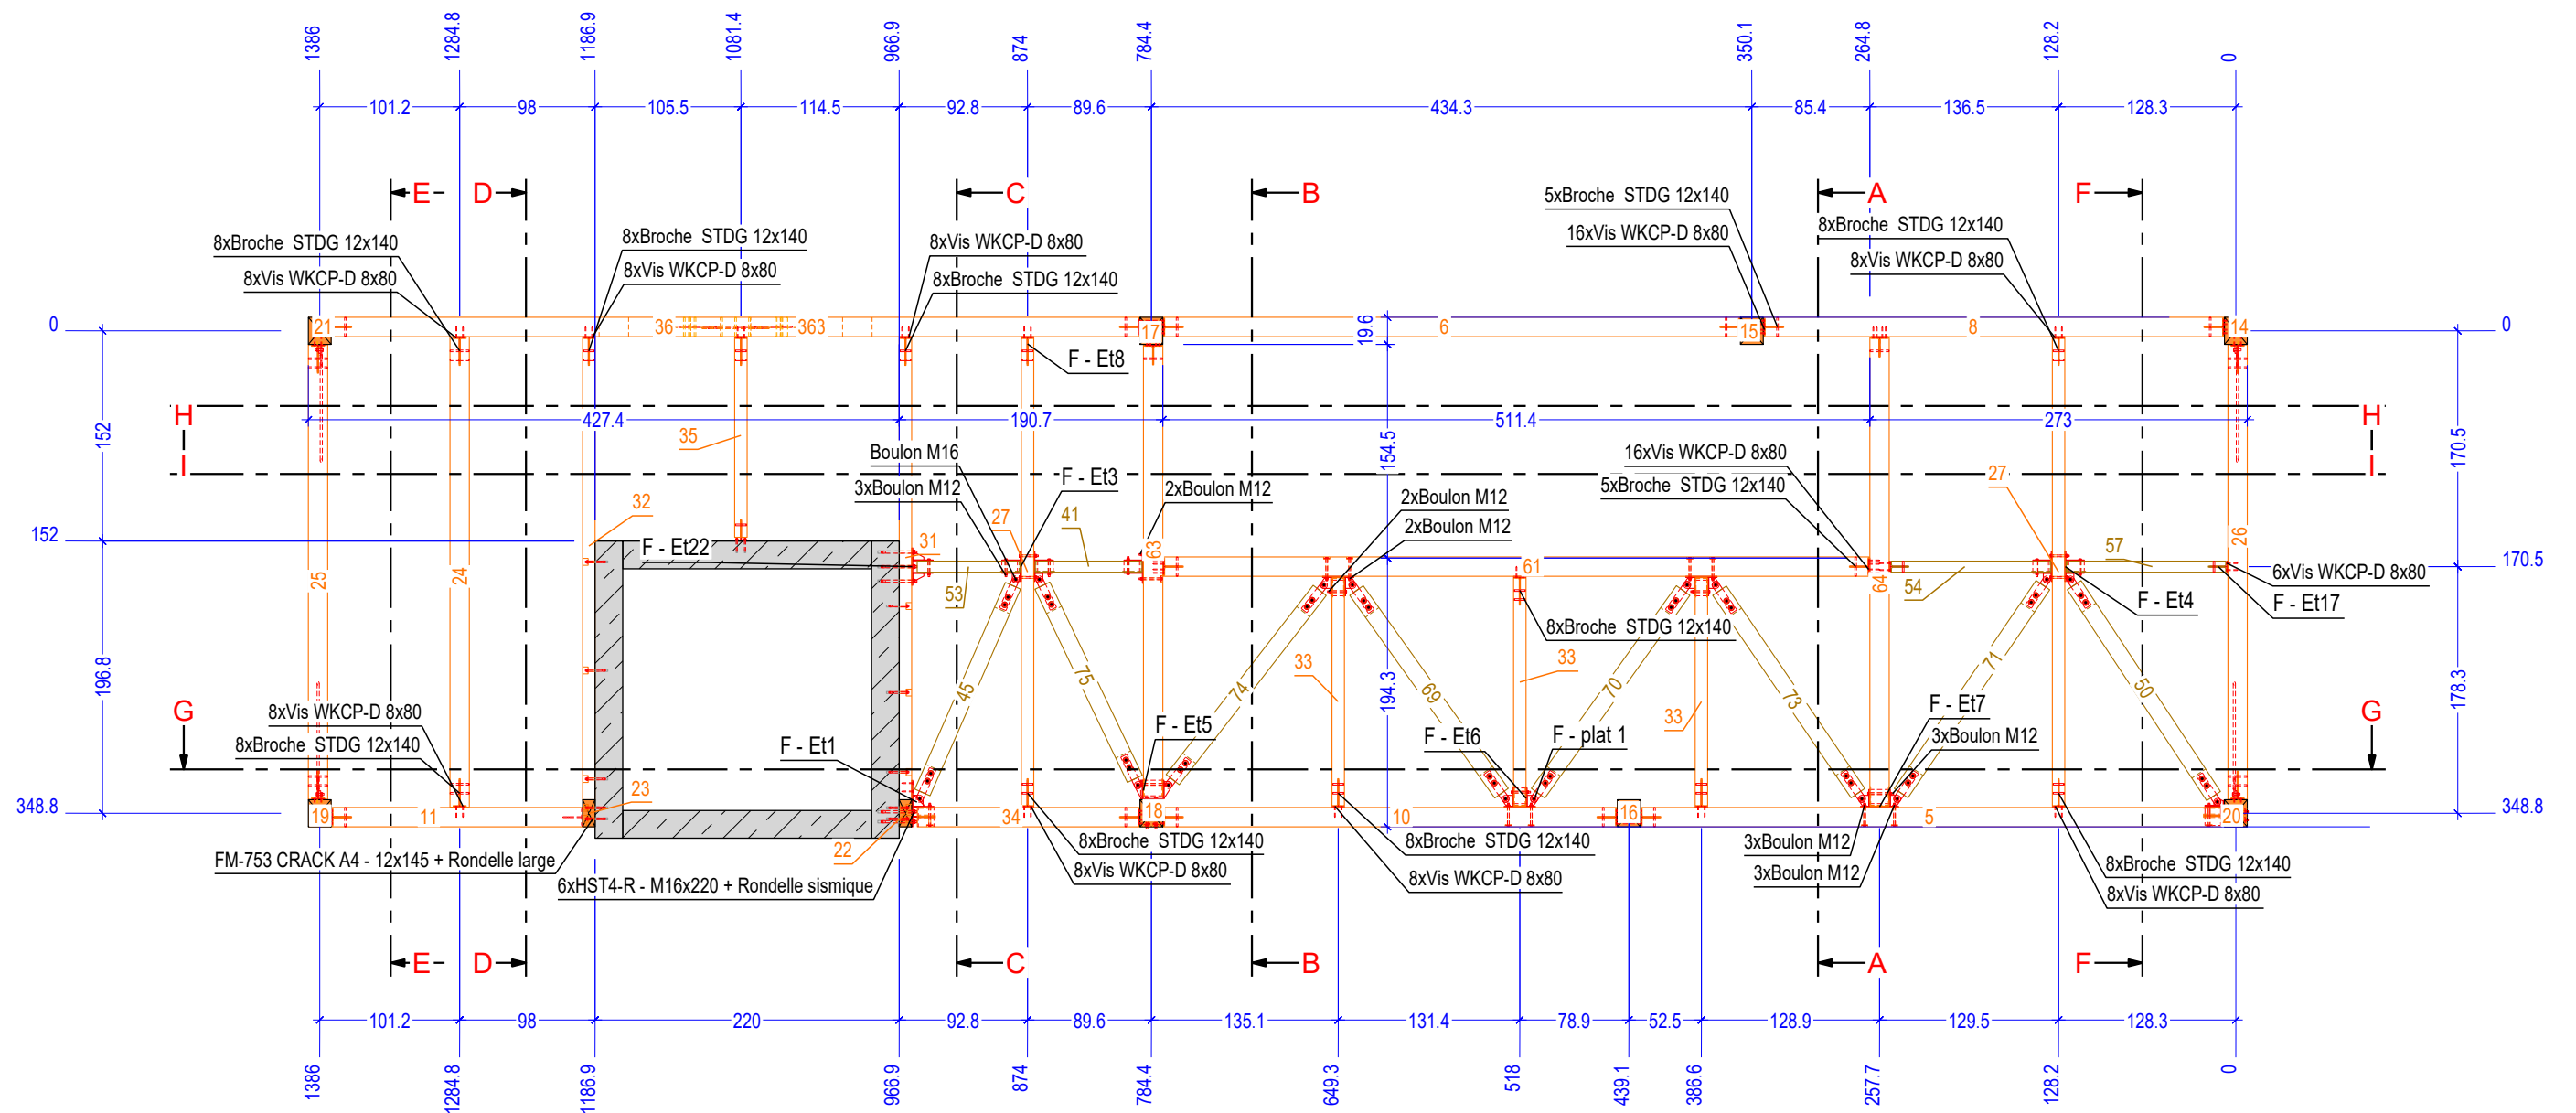 1386
1284.8
1186.9
1081.4
966.9
874
784.4
350.1
264.8
128.2
0
101.2
98
105.5
114.5
92.8
89.6
434.3
85.4
136.5
128.3
E
D
C
B
A
F
8xBroche STDG 12x140
8xVis WKCP-D 8x80
8xBroche STDG 12x140
8xVis WKCP-D 8x80
8xVis WKCP-D 8x80
8xBroche STDG 12x140
5xBroche STDG 12x140
16xVis WKCP-D 8x80
8xBroche STDG 12x140
8xVis WKCP-D 8x80
0
21
36
363
17
6
19.6
15
8
14
0
F - Et8
H
427.4
190.7
511.4
273
H
152
35
154.5
170.5
I
I
Boulon M16
3xBoulon M12
F - Et3
2xBoulon M12
2xBoulon M12
2xBoulon M12
16xVis WKCP-D 8x80
5xBroche STDG 12x140
27
32
27
41
152
F - Et22
31
63
61
26
57
170.5
25
24
53
64
54
6xVis WKCP-D 8x80
F - Et4
F - Et17
8xBroche STDG 12x140
196.8
45
75
74
33
69
33
70
33
73
71
50
194.3
178.3
G
8xVis WKCP-D 8x80
8xBroche STDG 12x140
F - Et1
F - Et5
F - Et6
F - plat 1
F - Et7
3xBoulon M12
G
23
348.8
19
11
34
18
10
16
5
20
348.8
22
FM-753 CRACK A4 - 12x145 + Rondelle large
6xHST4-R - M16x220 + Rondelle sismique
8xBroche STDG 12x140
8xVis WKCP-D 8x80
8xBroche STDG 12x140
8xVis WKCP-D 8x80
3xBoulon M12
3xBoulon M12
8xBroche STDG 12x140
8xVis WKCP-D 8x80
E
D
C
B
A
F
101.2
98
220
92.8
89.6
135.1
131.4
78.9
52.5
128.9
129.5
128.3
1386
1284.8
1186.9
966.9
874
784.4
649.3
518
439.1
386.6
257.7
128.2
0